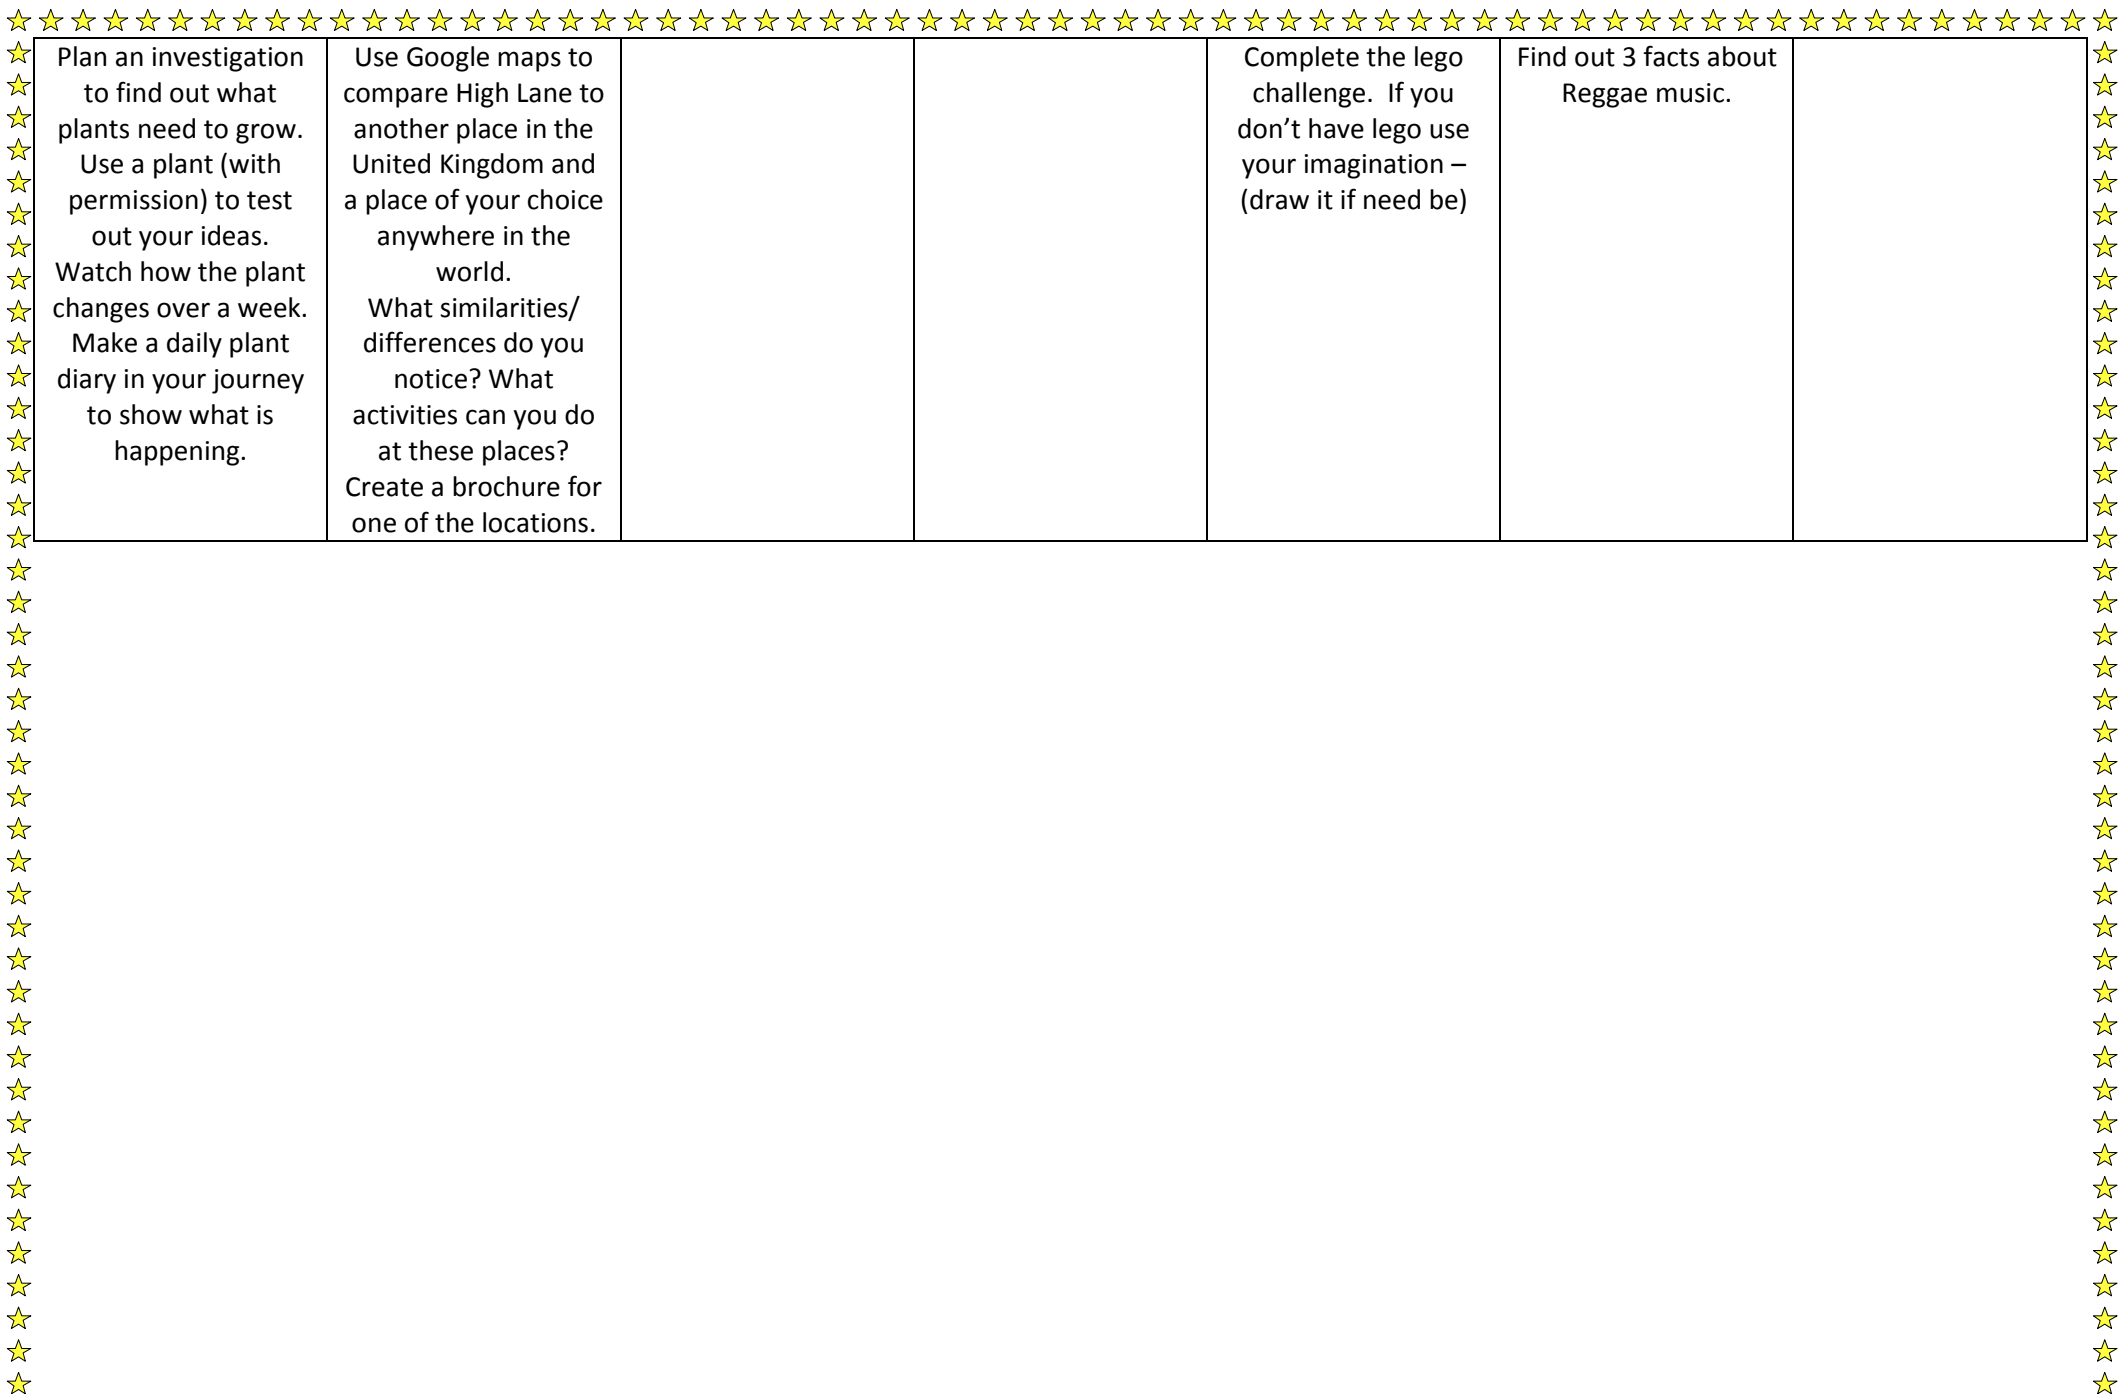 Plan an investigation
to find out what
plants need to grow.
Use a plant (with
permission) to test
out your ideas.
Watch how the plant
changes over a week.
Make a daily plant
diary in your journey
to show what is
happening.
Use Google maps to
compare High Lane to
another place in the
United Kingdom and
a place of your choice
anywhere in the
world.
What similarities/
differences do you
notice? What
activities can you do
at these places?
Create a brochure for
one of the locations.
Complete the lego
challenge.  If you
don’t have lego use
your imagination –
(draw it if need be)
Find out 3 facts about
Reggae music.